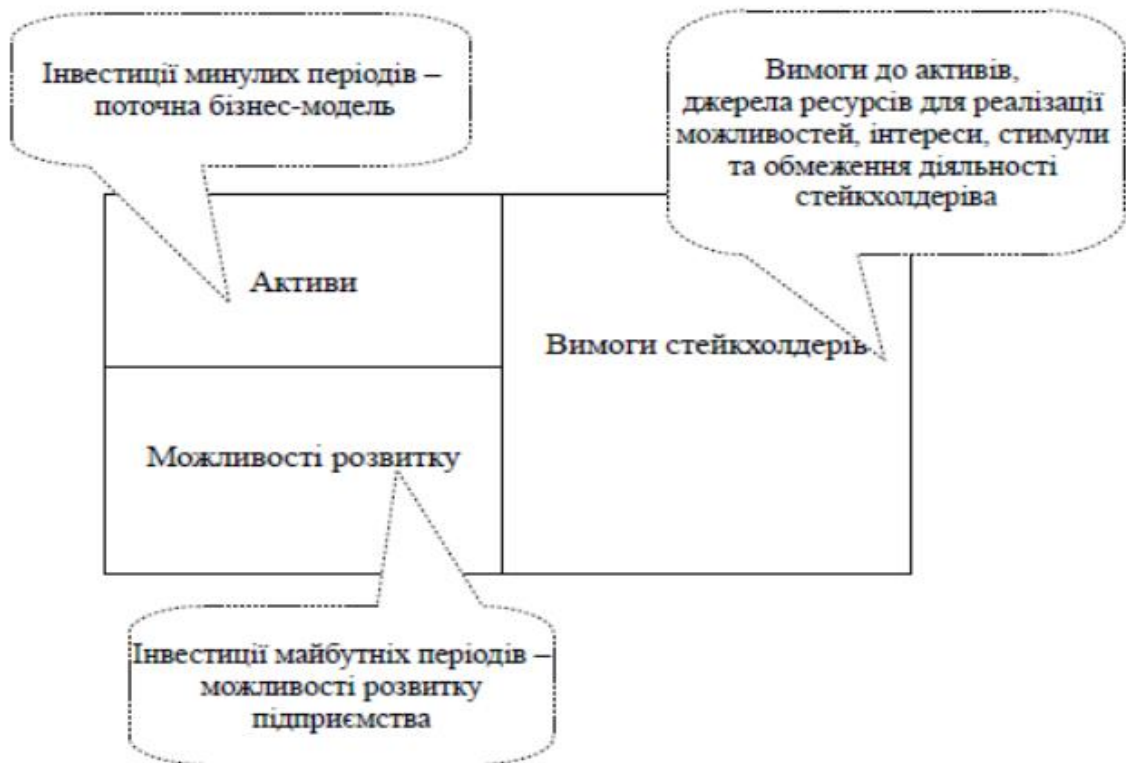 Інвестиції минулих періодів –
поточна бізнес-модель
Вимоги до активів,
джерела ресурсів для реалізації
можливостей, інтереси, стимули
та обмеження діяльності
стейкхолдеріва
Активи
Вимоги стейкхолдерів
Можливості розвитку
Інвестиції майбутніх періодів –
можливості розвитку
підприємства